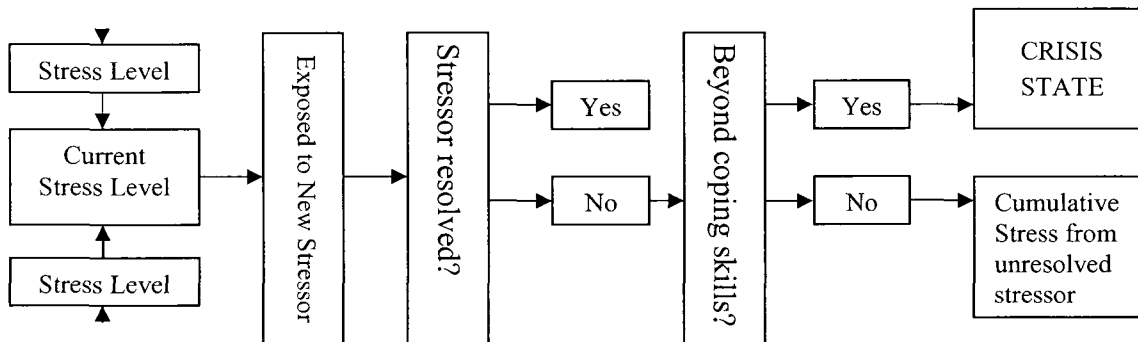 Stress Level
Current
Stress Level
Stress Level
Exposed to New Stressor
Stressor resolved?
Yes
No
Beyond coping skills?
Yes
No
CRISIS
STATE
Cumulative
Stress from
unresolved
stressor